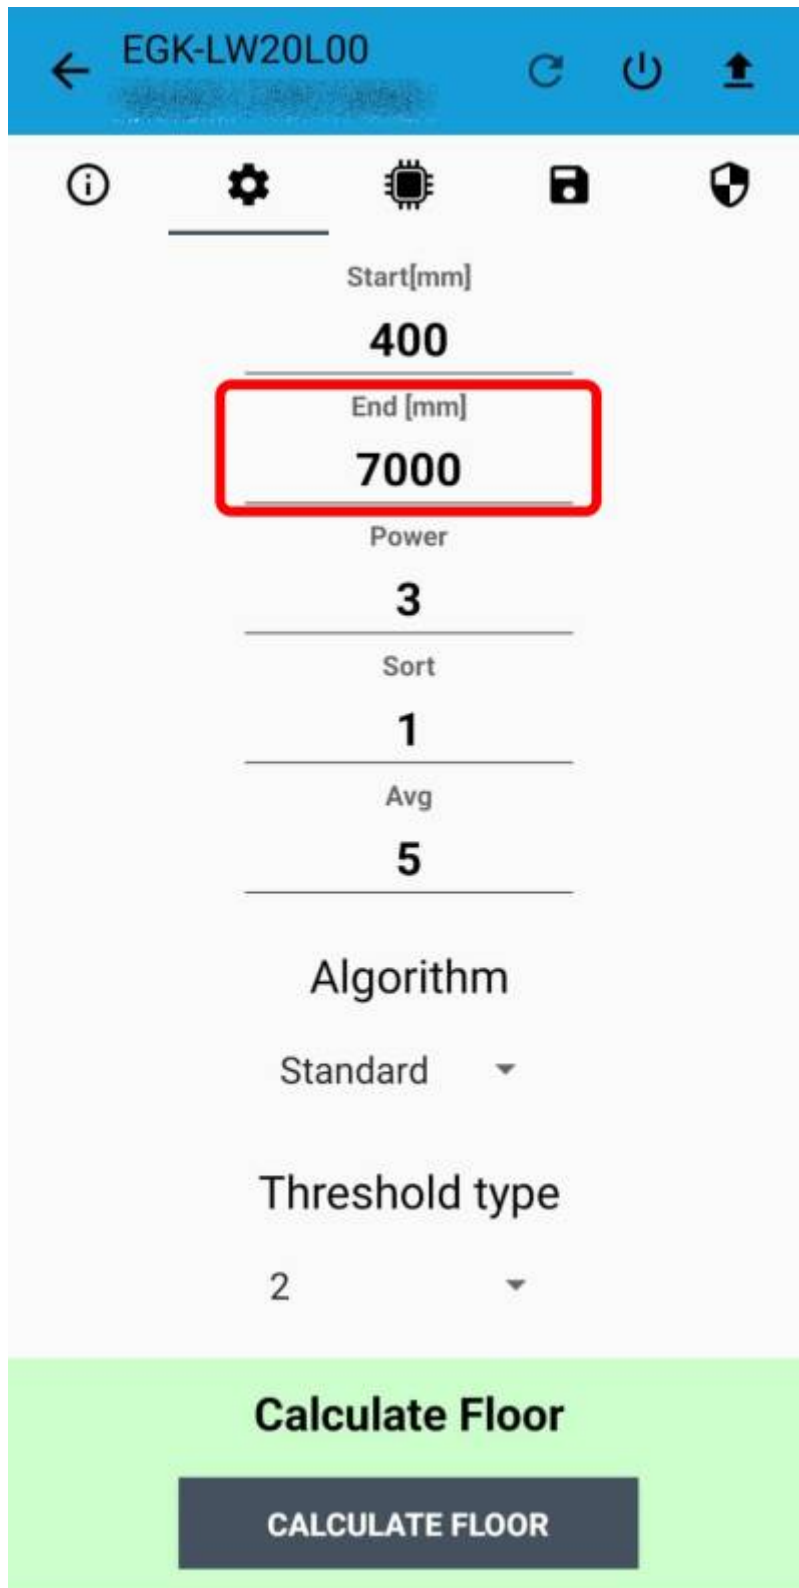 EGK-LW20L00
Start[mm]
400
End [mm]
7000
Power
3
Sort
1
Avg
5
Algorithm
Standard
Threshold type
2
Calculate Floor
CALCULATE FLOOR